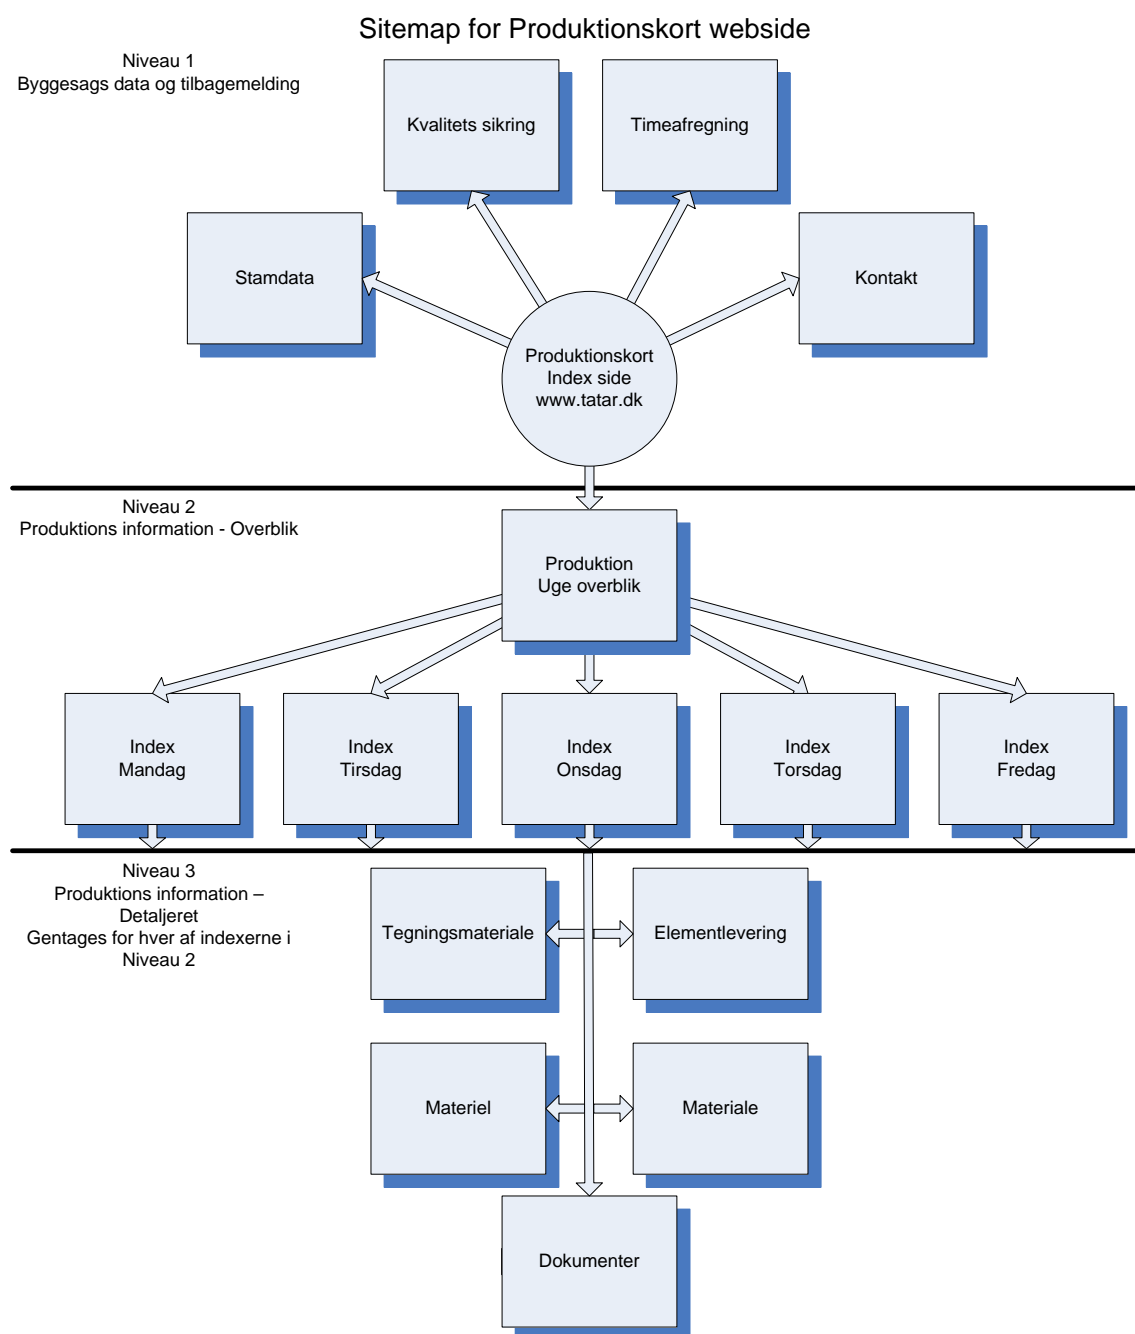 Sitemap for Produktionskort webside
Niveau 1
Byggesags data og tilbagemelding
Kvalitets sikring
Timeafregning
Stamdata
Kontakt
Produktionskort
Index side
www.tatar.dk
Niveau 2
Produktions information - Overblik
Produktion
Uge overblik
Index
Mandag
Index
Tirsdag
Index
Onsdag
Index
Torsdag
Index
Fredag
Niveau 3
Produktions information –
Detaljeret
Gentages for hver af indexerne i
Niveau 2
Tegningsmateriale
Elementlevering
Materiel
Materiale
Dokumenter